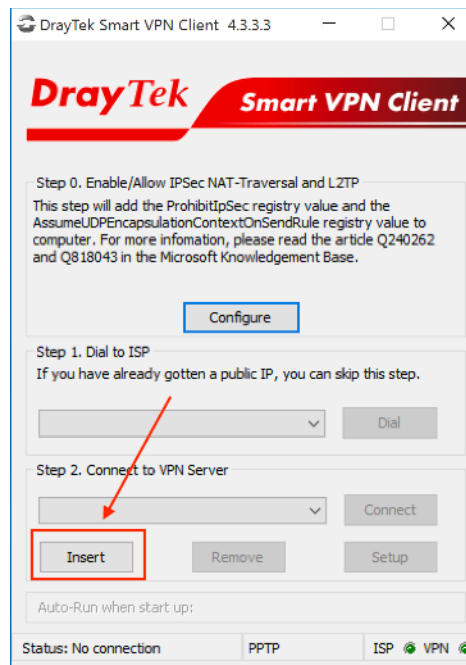 DrayTek Smart VPN Client 4.3.3.3
DrayTek Smart VPN Client
Step 0. Enable/Allow IPSec NAT-Traversal and L2TP
This step will add the ProhibitIpSec registry value and the
AssumeUDPEncapsulationContextOnSendRule registry value to
computer. For more infomation, please read the article Q240262
and Q818043 in the Microsoft Knowledgement Base.
Configure
Step 1. Dial to ISP
If you have already gotten a public IP, you can skip this step.
Dial
Step 2. Connect to VPN Server
Connect
Insert Remove Setup
Auto-Run when start up:
Status: No connection PPTP ISP VPN